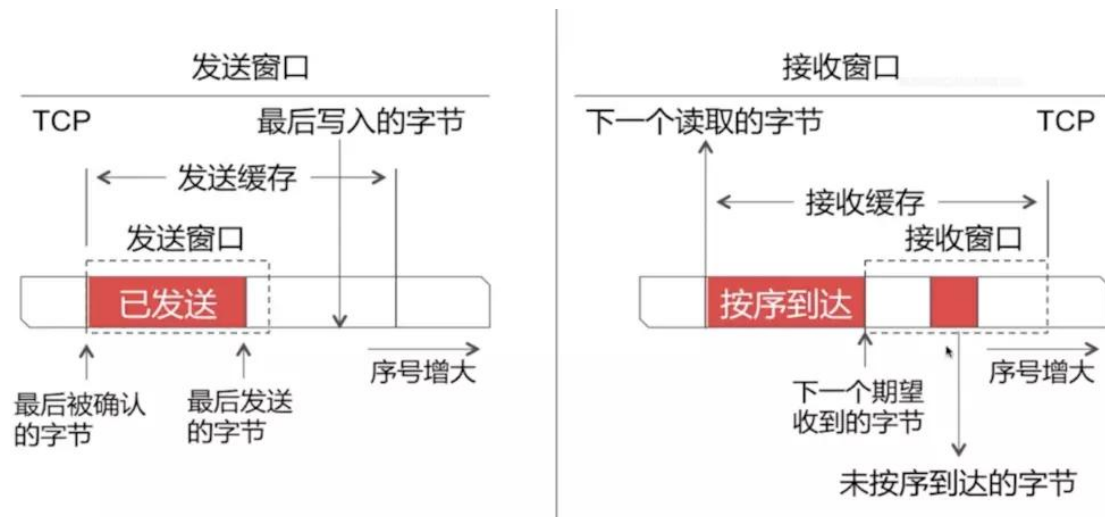 发送窗口
TCP
最后写入的字节
发送缓存
发送窗口
已发送
序号增大
最后被确认
的字节
最后发送
的字节
接收窗口
下一个读取的字节
TCP
接收缓存
接收窗口
按序到达
序号增大
下一个期望
收到的字节
未按序到达的字节